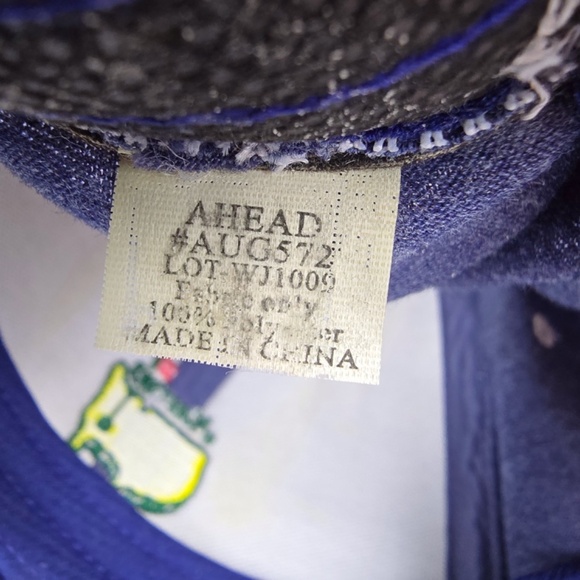 AHEAD
#AUG572
LOT WJ1009
Fabric only
100% Polyester
MADE IN CHINA